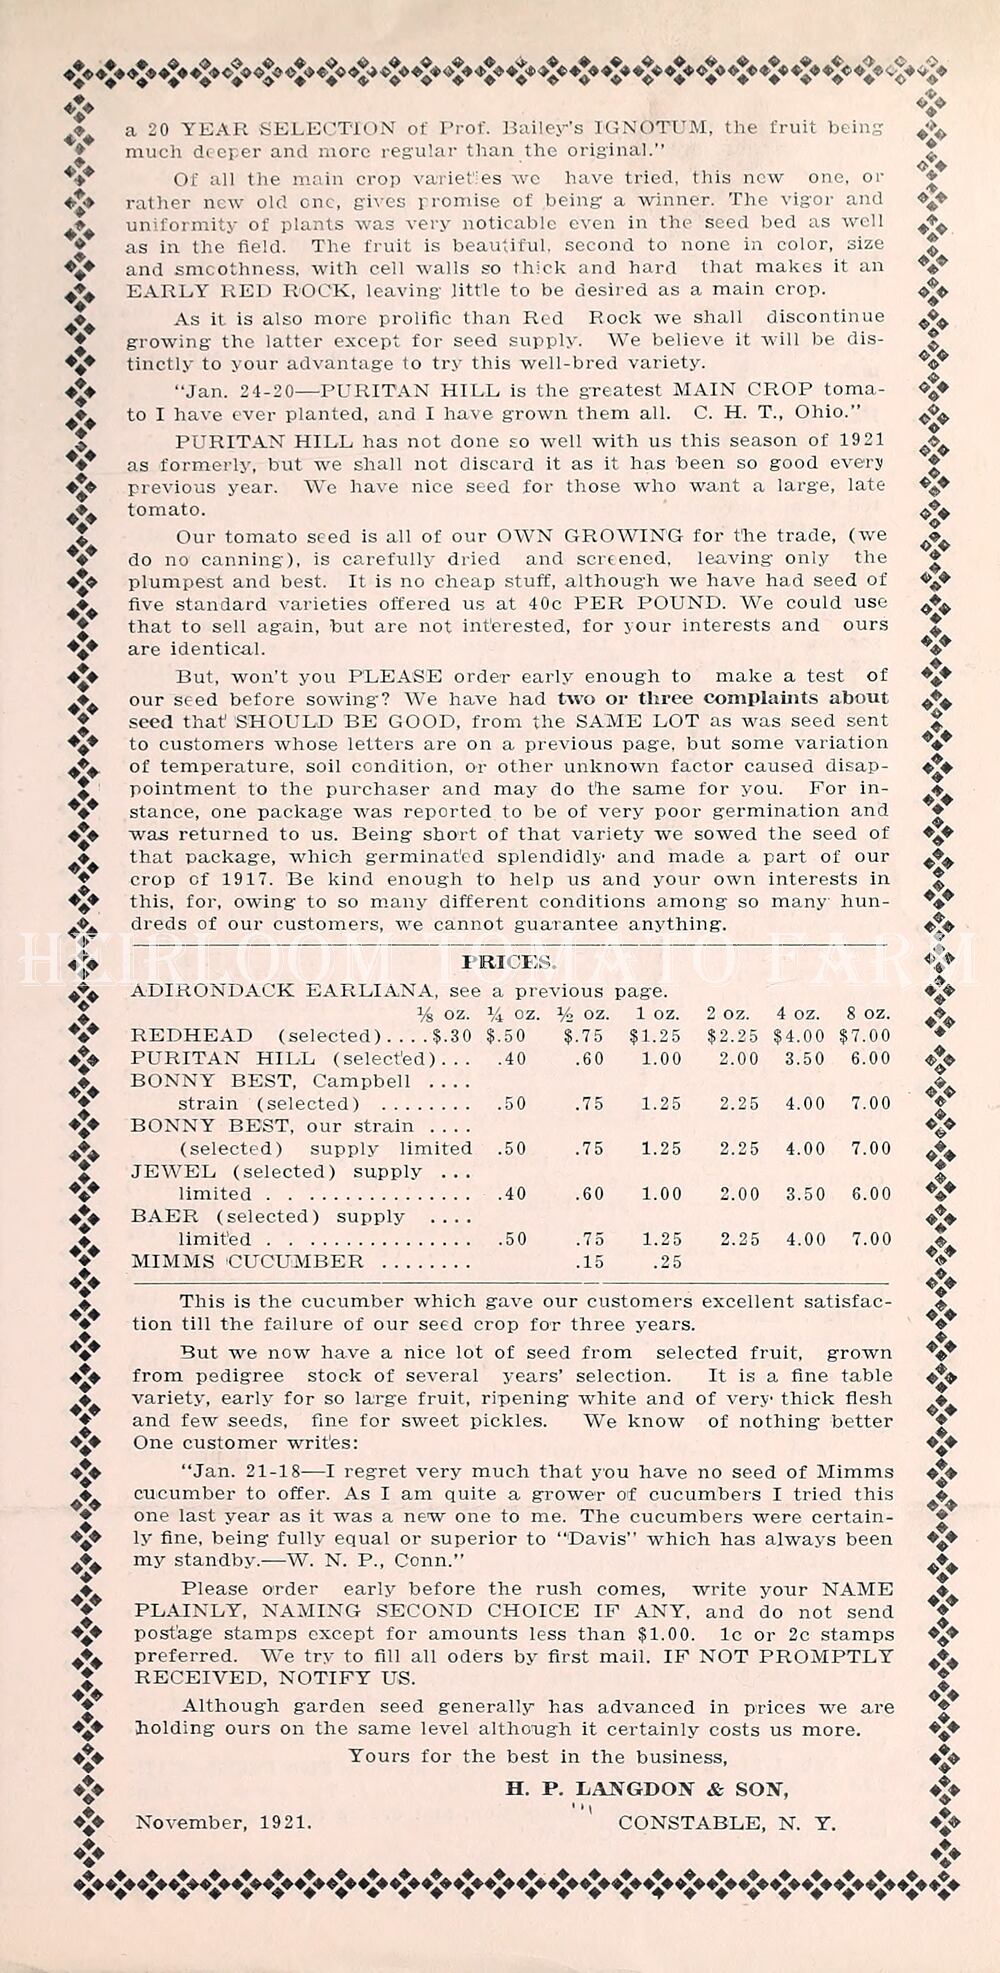 a 20 YEAR SELECTION of Prof. Bailey's IGNOTUM, the fruit being
much deeper and more regular than the original."
Of all the main crop varieties we have tried, this new one, or
rather new old one, gives promise of being a winner. The vigor and
uniformity of plants was very noticable even in the seed bed as well
as in the field. The fruit is beautiful, second to none in color, size
and smoothness, with cell walls so thick and hard that makes it an
EARLY RED ROCK, leaving little to be desired as a main crop.
As it is also more prolific than Red Rock we shall discontinue
growing the latter except for seed supply. We believe it will be dis-
tinctly to your advantage to try this well-bred variety.
"Jan. 24-20—PURITAN HILL is the greatest MAIN CROP toma-
to I have ever planted, and I have grown them all. C. H. T., Ohio."
PURITAN HILL has not done so well with us this season of 1921
as formerly, but we shall not discard it as it has been so good every
previous year. We have nice seed for those who want a large, late
tomato.
Our tomato seed is all of our OWN GROWING for the trade, (we
do no canning), is carefully dried and screened, leaving only the
plumpest and best. It is no cheap stuff, although we have had seed of
five standard varieties offered us at 40c PER POUND. We could use
that to sell again, but are not interested, for your interests and ours
are identical.
But, won't you PLEASE order early enough to make a test of
our seed before sowing? We have had two or three complaints about
seed that SHOULD BE GOOD, from the SAME LOT as was seed sent
to customers whose letters are on a previous page, but some variation
of temperature, soil condition, or other unknown factor caused disap-
pointment to the purchaser and may do the same for you. For in-
stance, one package was reported to be of very poor germination and
was returned to us. Being short of that variety we sowed the seed of
that package, which germinated splendidly and made a part of our
crop of 1917. Be kind enough to help us and your own interests in
this, for, owing to so many different conditions among so many hun-
dreds of our customers, we cannot guarantee anything.
HEIRLOOM TOMATO FARM
PRICES.
ADIRONDACK EARLIANA, see a previous page.
⅛ oz. ¼ oz. ½ oz. 1 oz. 2 oz. 4 oz. 8 oz.
REDHEAD (selected)....$.30 $.50 $.75 $1.25 $2.25 $4.00 $7.00
PURITAN HILL (selected)... .40 .60 1.00 2.00 3.50 6.00
BONNY BEST, Campbell ....
strain (selected) ........ .50 .75 1.25 2.25 4.00 7.00
BONNY BEST, our strain ....
(selected) supply limited .50 .75 1.25 2.25 4.00 7.00
JEWEL (selected) supply ...
limited . . .............. .40 .60 1.00 2.00 3.50 6.00
BAER (selected) supply ....
limited . . .............. .50 .75 1.25 2.25 4.00 7.00
MIMMS CUCUMBER ........ .15 .25
This is the cucumber which gave our customers excellent satisfac-
tion till the failure of our seed crop for three years.
But we now have a nice lot of seed from selected fruit, grown
from pedigree stock of several years' selection. It is a fine table
variety, early for so large fruit, ripening white and of very thick flesh
and few seeds, fine for sweet pickles. We know of nothing better
One customer writes:
"Jan. 21-18—I regret very much that you have no seed of Mimms
cucumber to offer. As I am quite a grower of cucumbers I tried this
one last year as it was a new one to me. The cucumbers were certain-
ly fine, being fully equal or superior to "Davis" which has always been
my standby.—W. N. P., Conn."
Please order early before the rush comes, write your NAME
PLAINLY, NAMING SECOND CHOICE IF ANY, and do not send
postage stamps except for amounts less than $1.00. 1c or 2c stamps
preferred. We try to fill all oders by first mail. IF NOT PROMPTLY
RECEIVED, NOTIFY US.
Although garden seed generally has advanced in prices we are
holding ours on the same level although it certainly costs us more.
Yours for the best in the business,
H. P. LANGDON & SON,
November, 1921. CONSTABLE, N. Y.